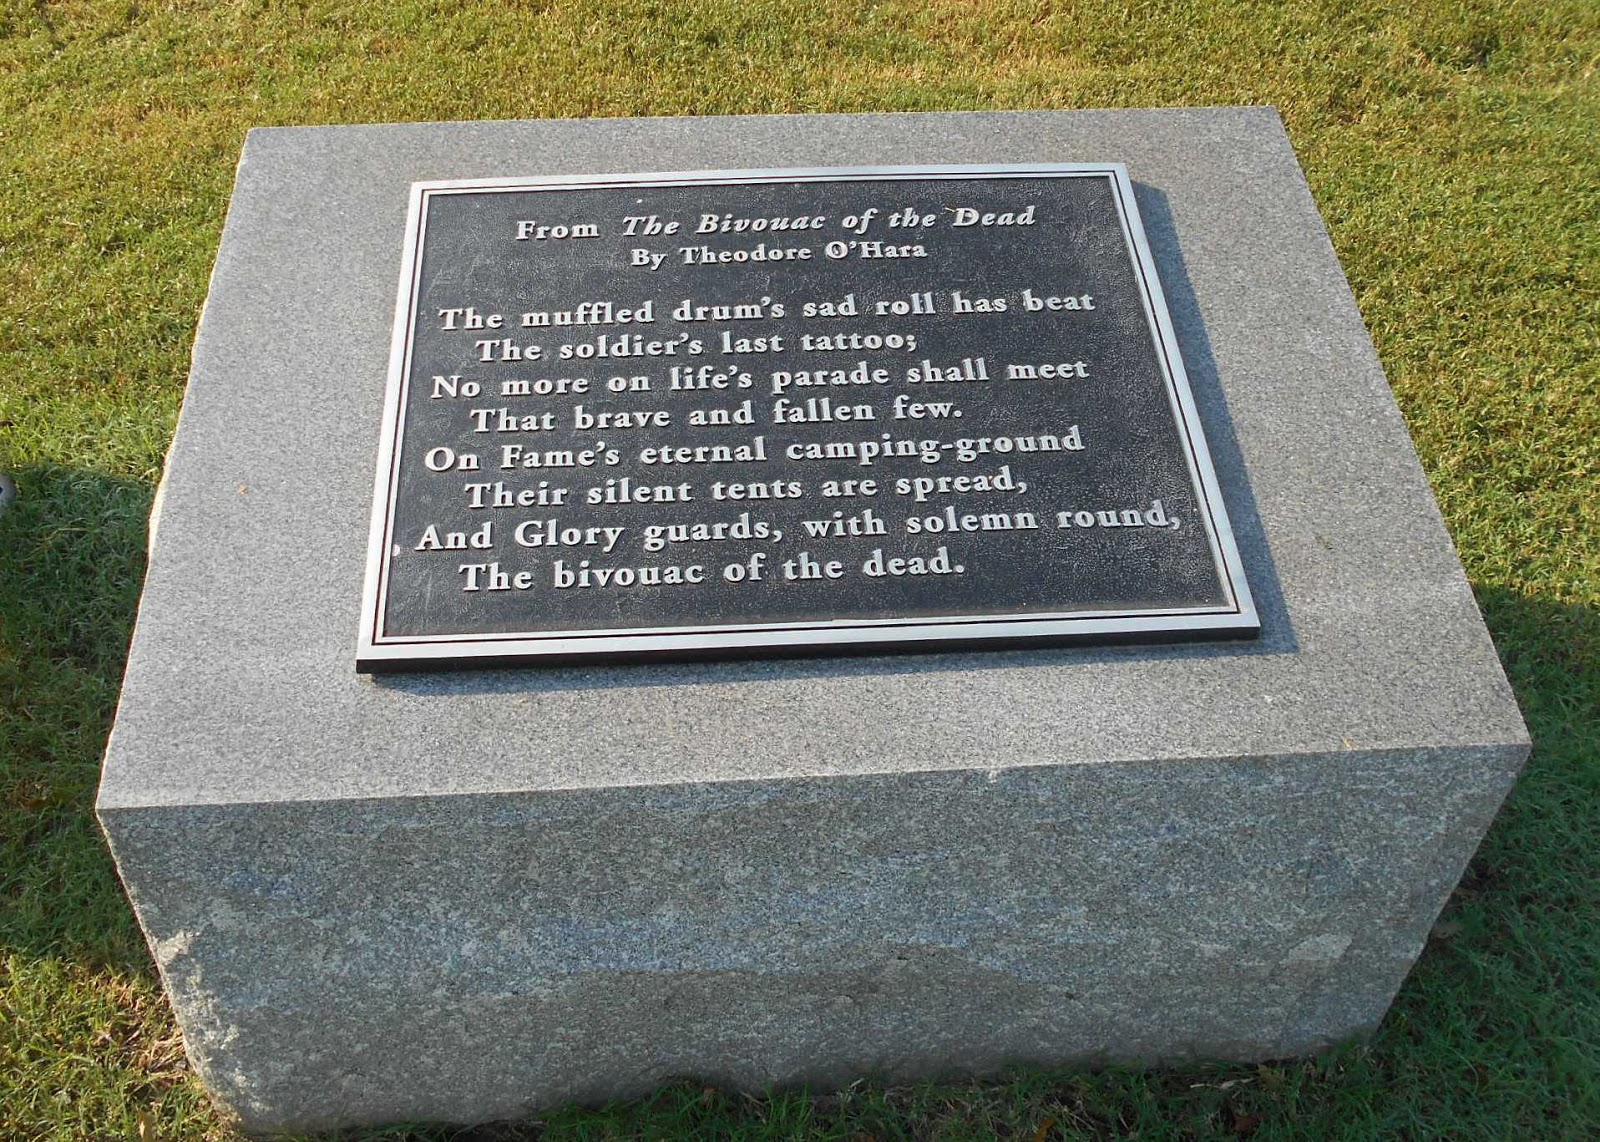 From The Bivouac of the Dead
By Theodore O'Hara
The muffled drum's sad roll has beat
The soldier's last tattoo;
No more on life's parade shall meet
That brave and fallen few.
On Fame's eternal camping-ground
Their silent tents are spread,
And Glory guards, with solemn round,
The bivouac of the dead.